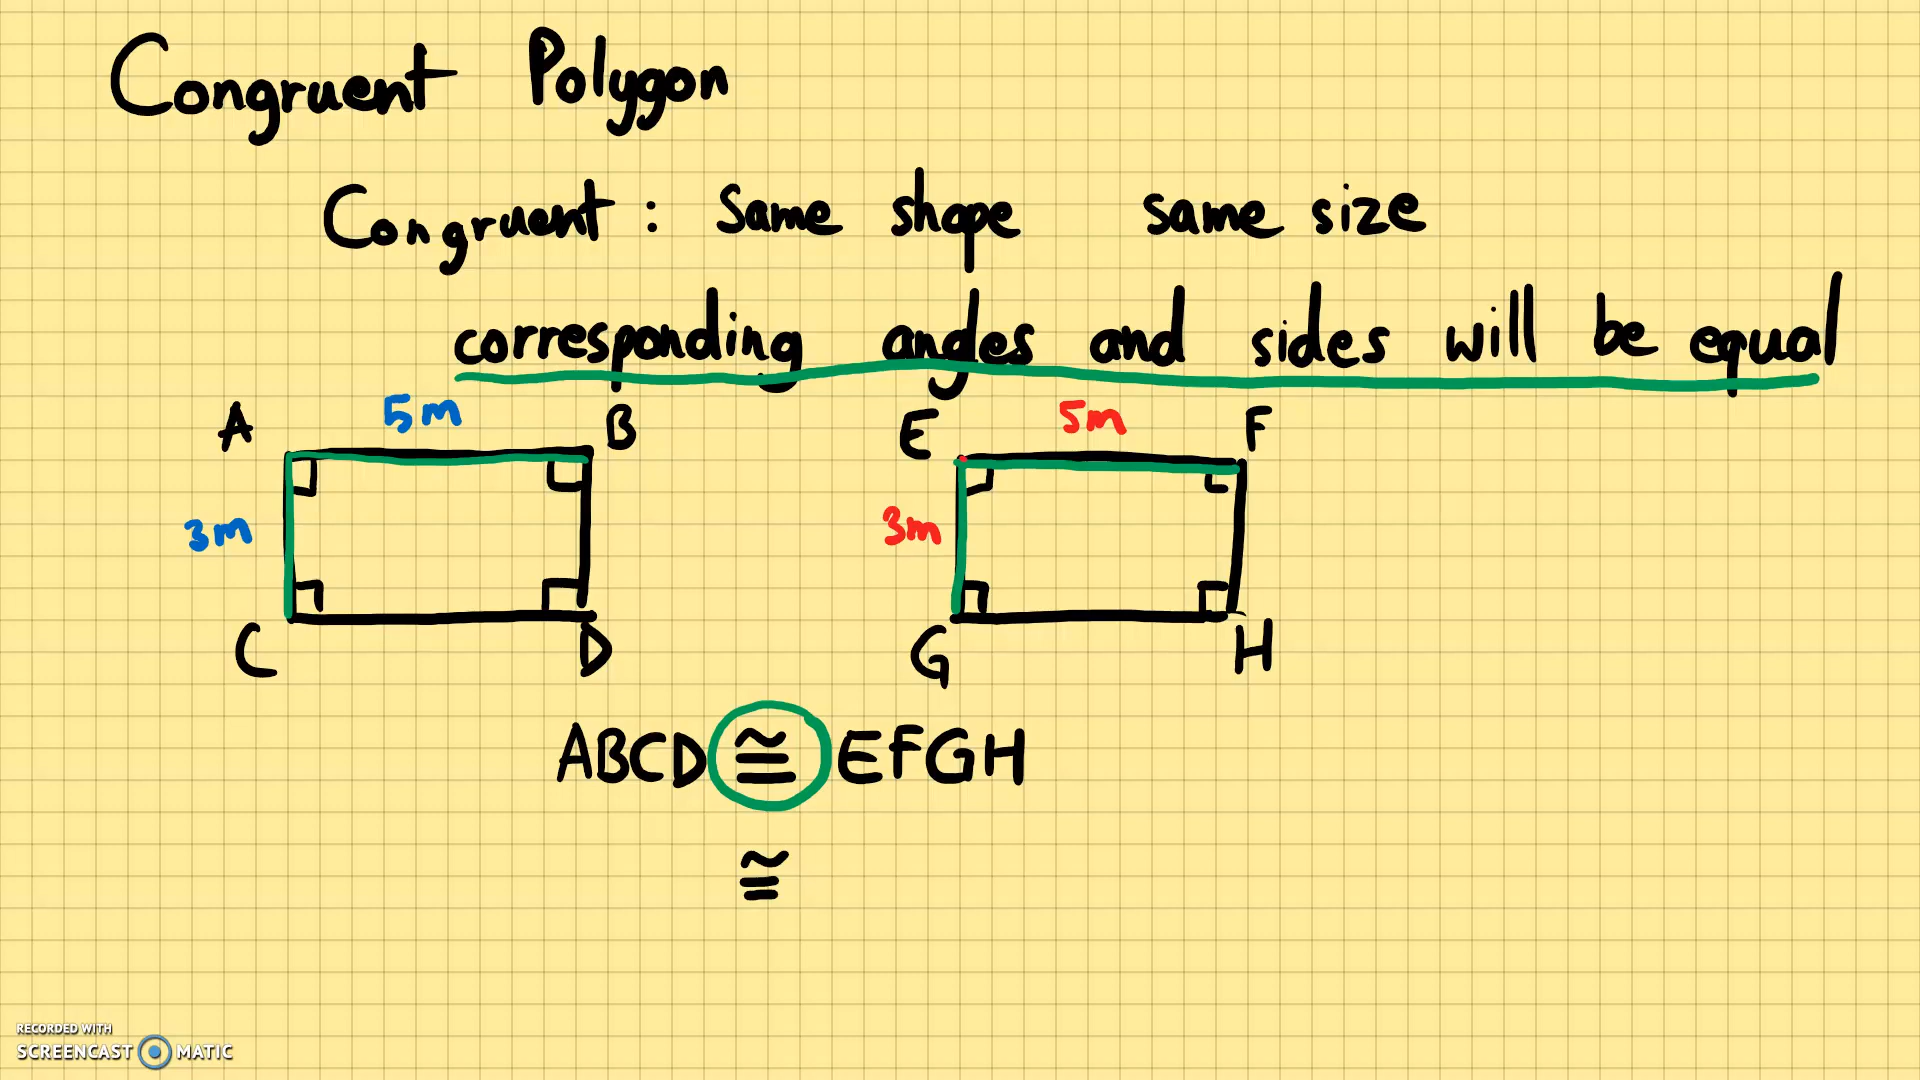 Congruent Polygon
Congruent : Same shape same size
corresponding angles and sides will be equal
A 5m B E 5m F
3m 3m
C D G H
ABCD ≅ EFGH
≅
RECORDED WITH
SCREENCAST MATIC